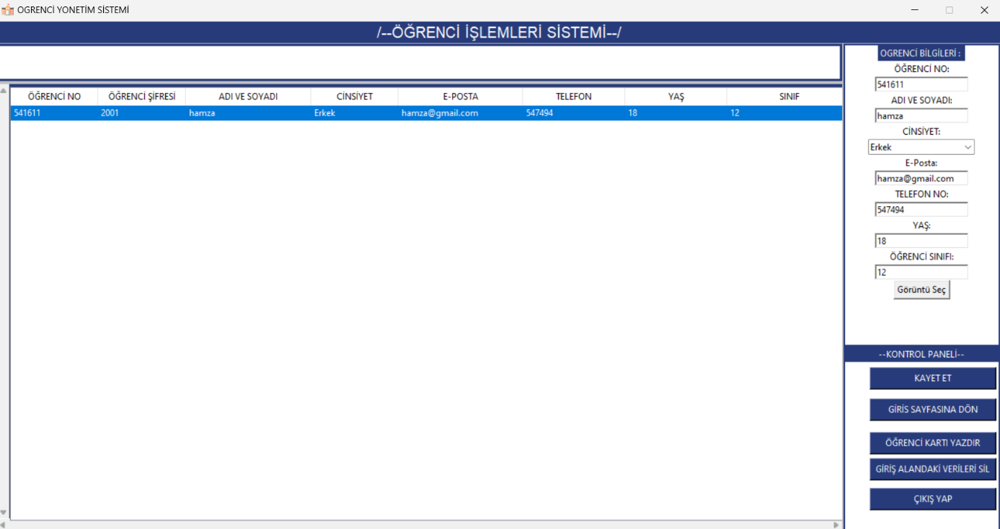 OGRENCİ YONETİM SİSTEMİ
/--ÖĞRENCİ İŞLEMLERİ SİSTEMİ--/
ÖĞRENCİ NO ÖĞRENCİ ŞİFRESİ ADI VE SOYADI CİNSİYET E-POSTA TELEFON YAŞ SINIF
541611 2001 hamza Erkek hamza@gmail.com 547494 18 12
OGRENCİ BİLGİLERİ :
ÖĞRENCİ NO:
541611
ADI VE SOYADI:
hamza
CİNSİYET:
Erkek
E-Posta:
hamza@gmail.com
TELEFON NO:
547494
YAŞ:
18
ÖĞRENCİ SINIFI:
12
Görüntü Seç
--KONTROL PANELİ--
KAYET ET
GİRİS SAYFASINA DÖN
ÖĞRENCİ KARTI YAZDIR
GİRİŞ ALANDAKİ VERİLERİ SİL
ÇIKIŞ YAP